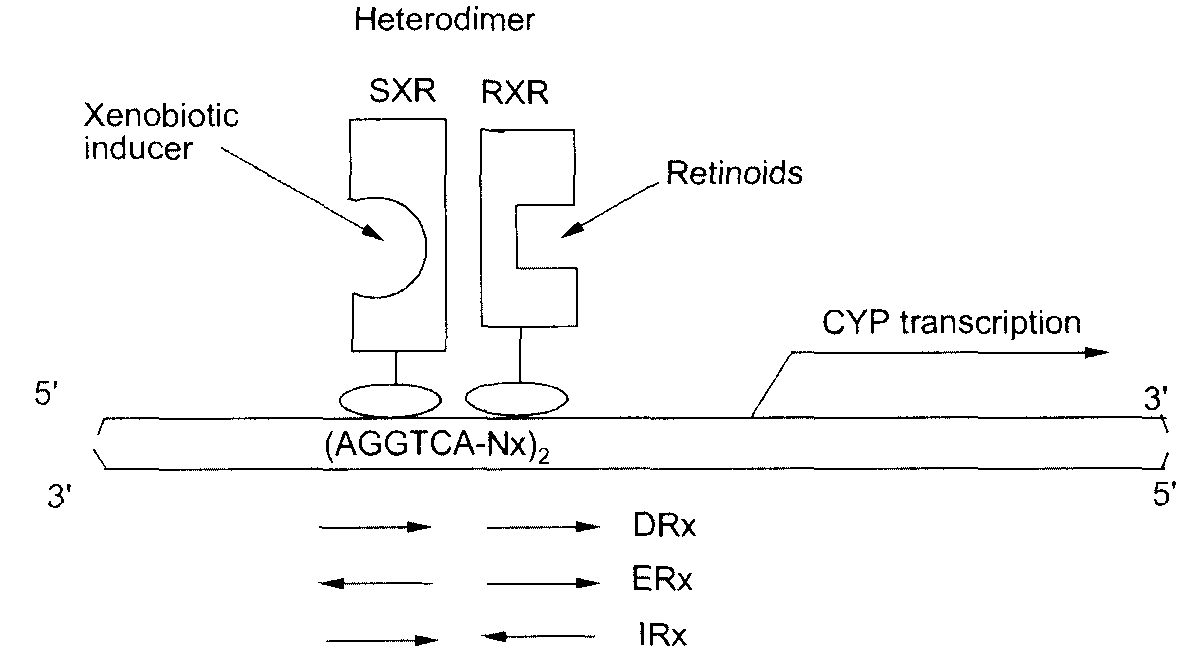 Heterodimer
SXR RXR
Xenobiotic
inducer
Retinoids
CYP transcription
5' 3'
(AGGTCA-Nx)₂
3' 5'
DRx
ERx
IRx